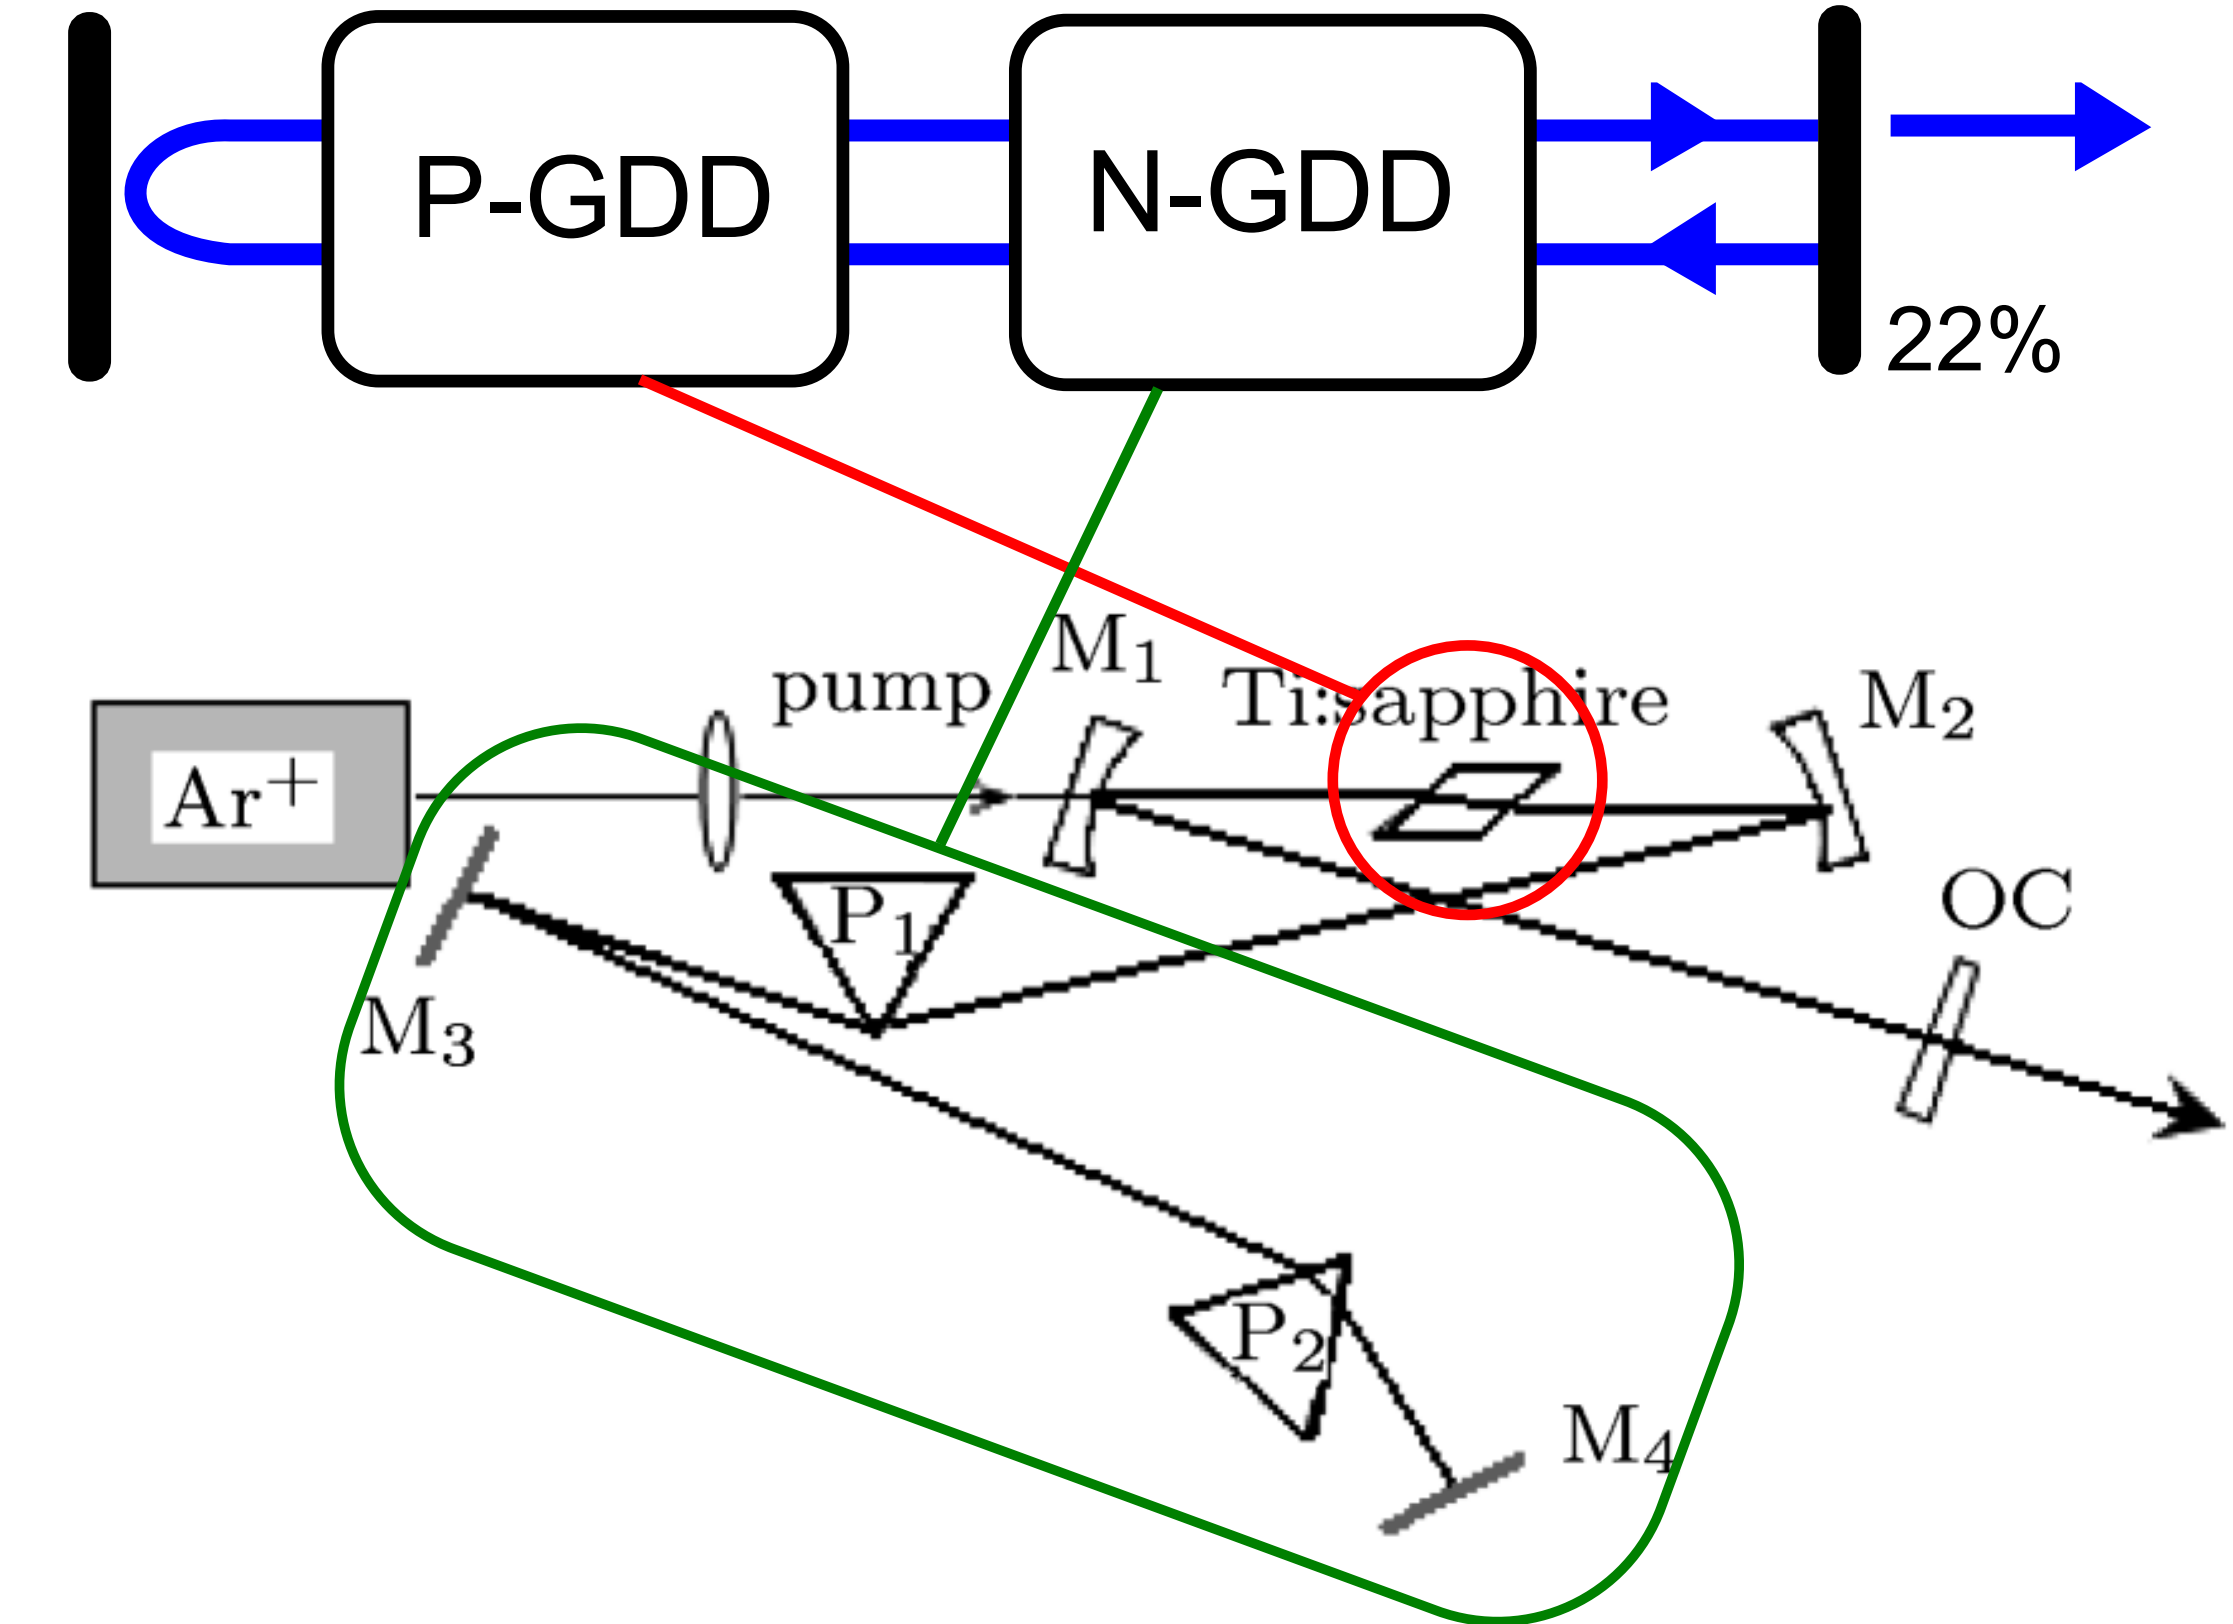 P-GDD
N-GDD
22%
M1
pump
Ti:sapphire
M2
Ar+
P1
OC
M3
P2
M4